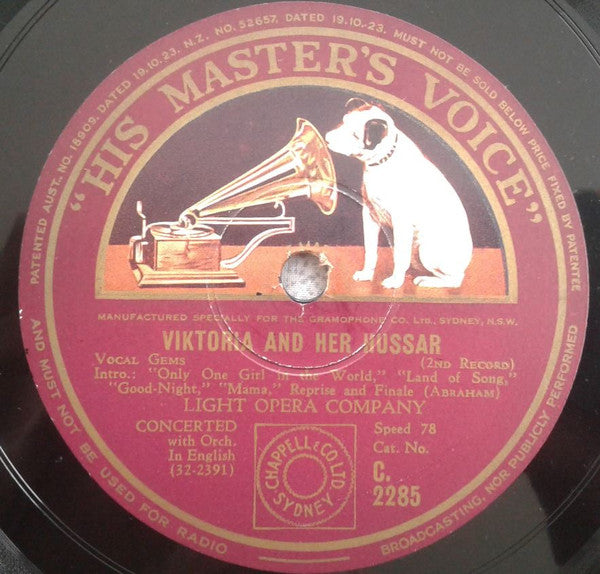 PATENTED AUST., NO. 18909. DATED 19.10.23. N.Z. NO. 52657. DATED 19.10.23. MUST NOT BE SOLD BELOW PRICE FIXED BY PATENTEE
"HIS MASTER'S VOICE"
MANUFACTURED SPECIALLY FOR THE GRAMOPHONE CO. LTD., SYDNEY, N.S.W.
VIKTORIA AND HER HUSSAR
VOCAL GEMS (2ND RECORD)
Intro.: "Only One Girl the World," "Land of Song,"
"Good-Night," "Mama," Reprise and Finale (ABRAHAM)
LIGHT OPERA COMPANY
CONCERTED
with Orch.
In English
(32-2391)
CHAPPELL & CO LTD
SYDNEY
Speed 78
Cat. No.
C.
2285
AND MUST NOT BE USED FOR RADIO BROADCASTING, NOR PUBLICLY PERFORMED